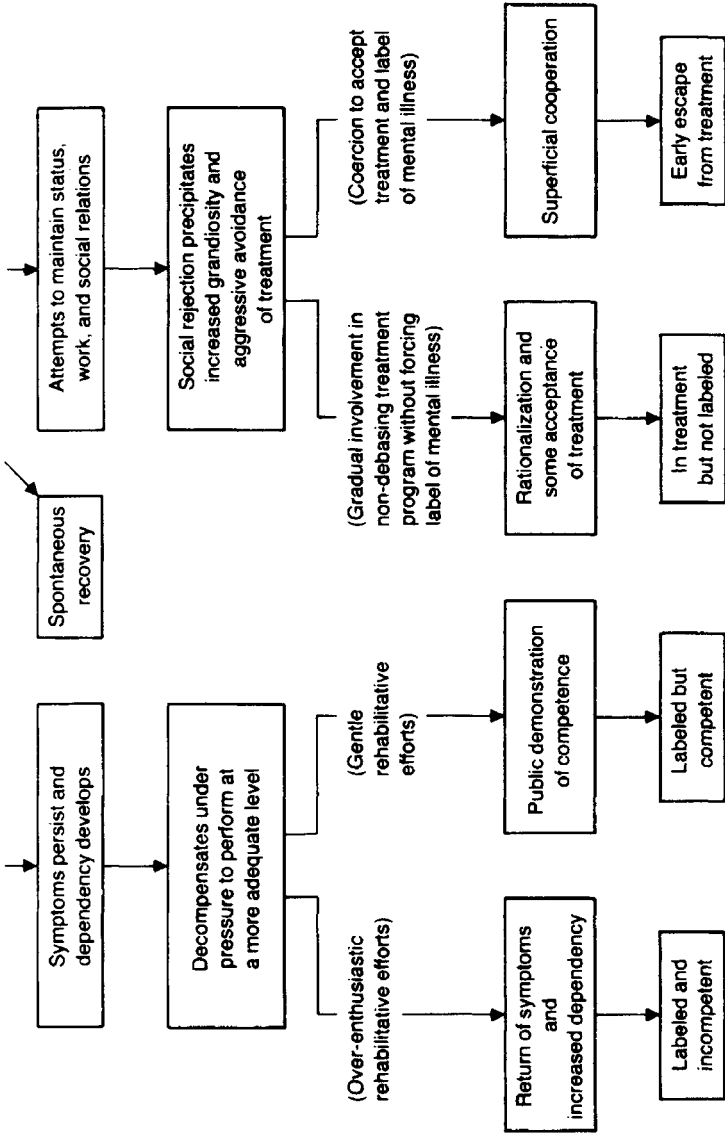 Symptoms persist and
dependency develops
Spontaneous
recovery
Attempts to maintain status,
work, and social relations
Decompensates under
pressure to perform at
a more adequate level
Social rejection precipitates
increased grandiosity and
aggressive avoidance
of treatment
(Over-enthusiastic
rehabilitative efforts)
(Gentle
rehabilitative
efforts)
(Gradual involvement in
non-debasing treatment
program without forcing
label of mental illness)
(Coercion to accept
treatment and label
of mental illness)
Return of symptoms
and
increased dependency
Public demonstration
of competence
Rationalization and
some acceptance
of treatment
Superficial cooperation
Labeled and
incompetent
Labeled but
competent
In treatment
but not labeled
Early escape
from treatment